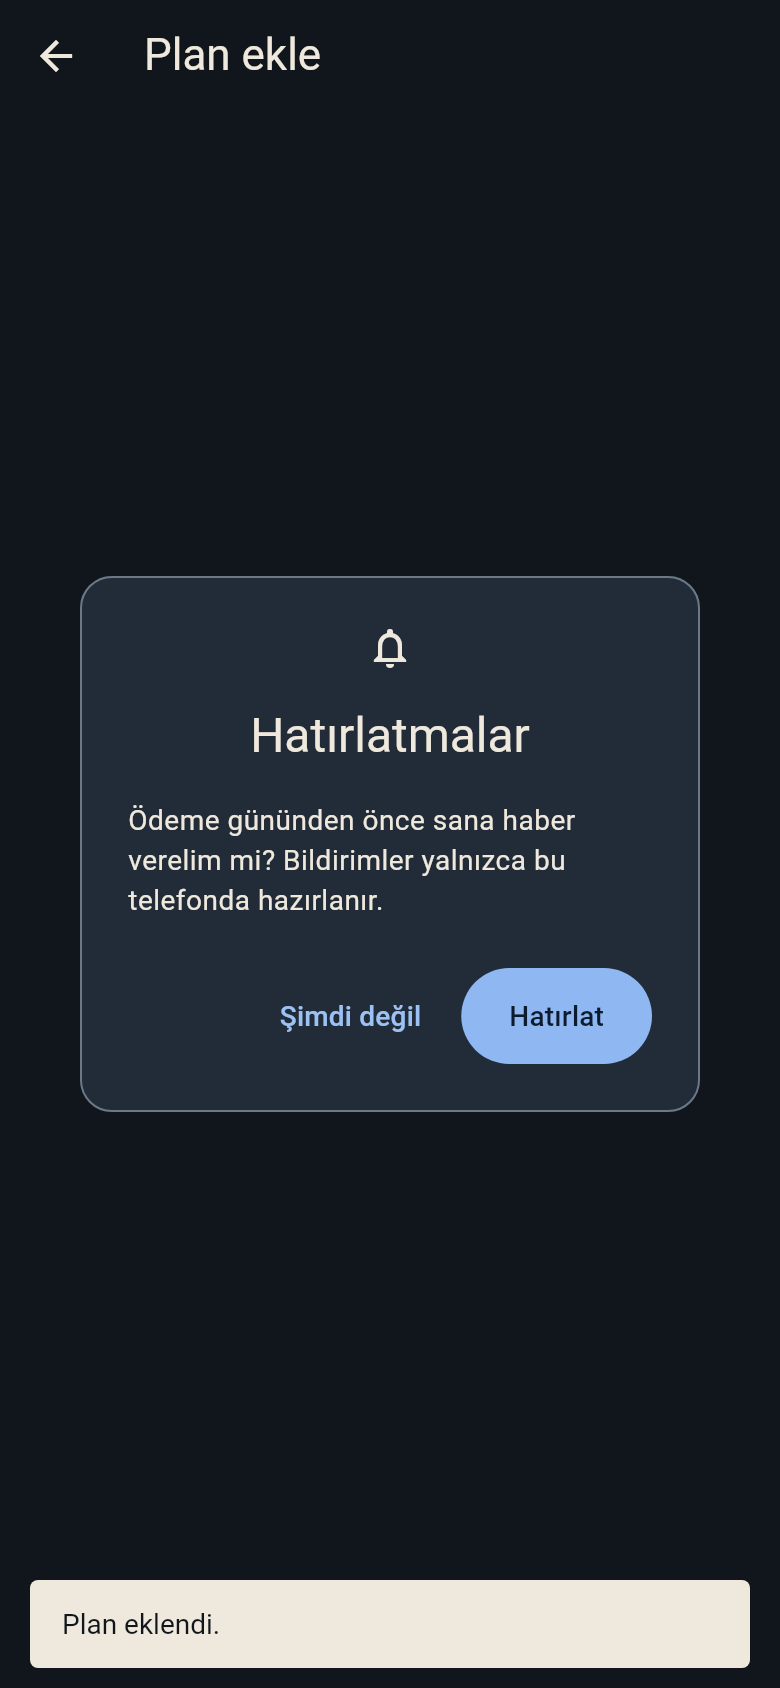 Plan ekle
Hatırlatmalar
Ödeme gününden önce sana haber
verelim mi? Bildirimler yalnızca bu
telefonda hazırlanır.
Şimdi değil
Hatırlat
Plan eklendi.